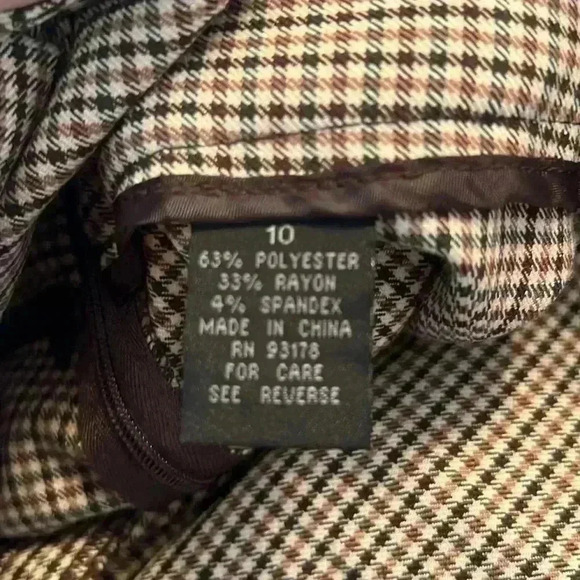 10
63% POLYESTER
33% RAYON
4% SPANDEX
MADE IN CHINA
RN 93178
FOR CARE
SEE REVERSE